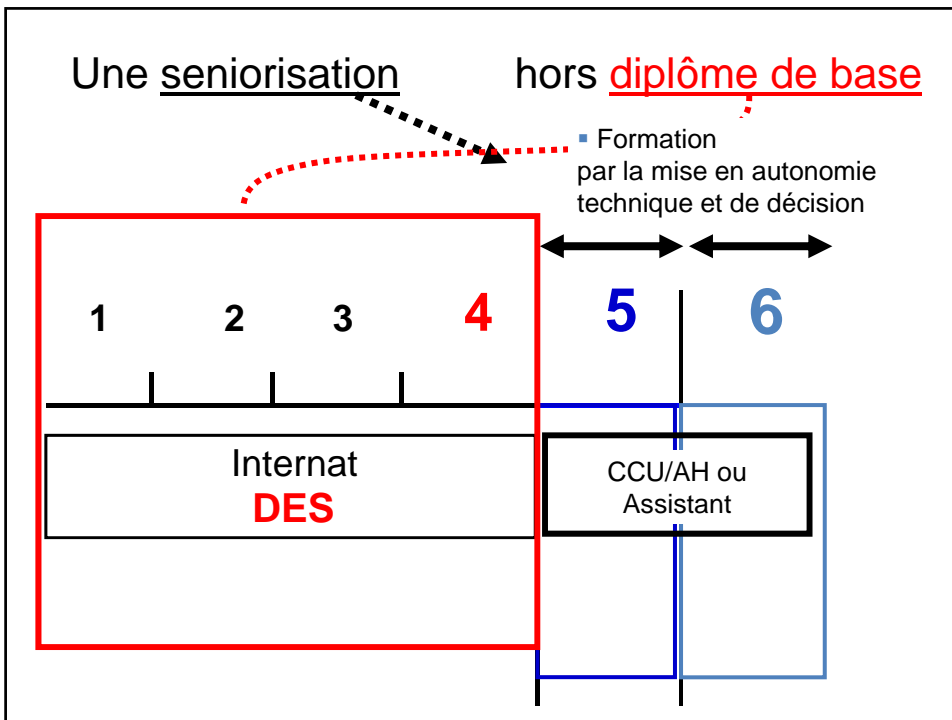 Une seniorisation hors diplôme de base
▪ Formation
par la mise en autonomie
technique et de décision
1 2 3 4 5 6
Internat
DES
CCU/AH ou
Assistant